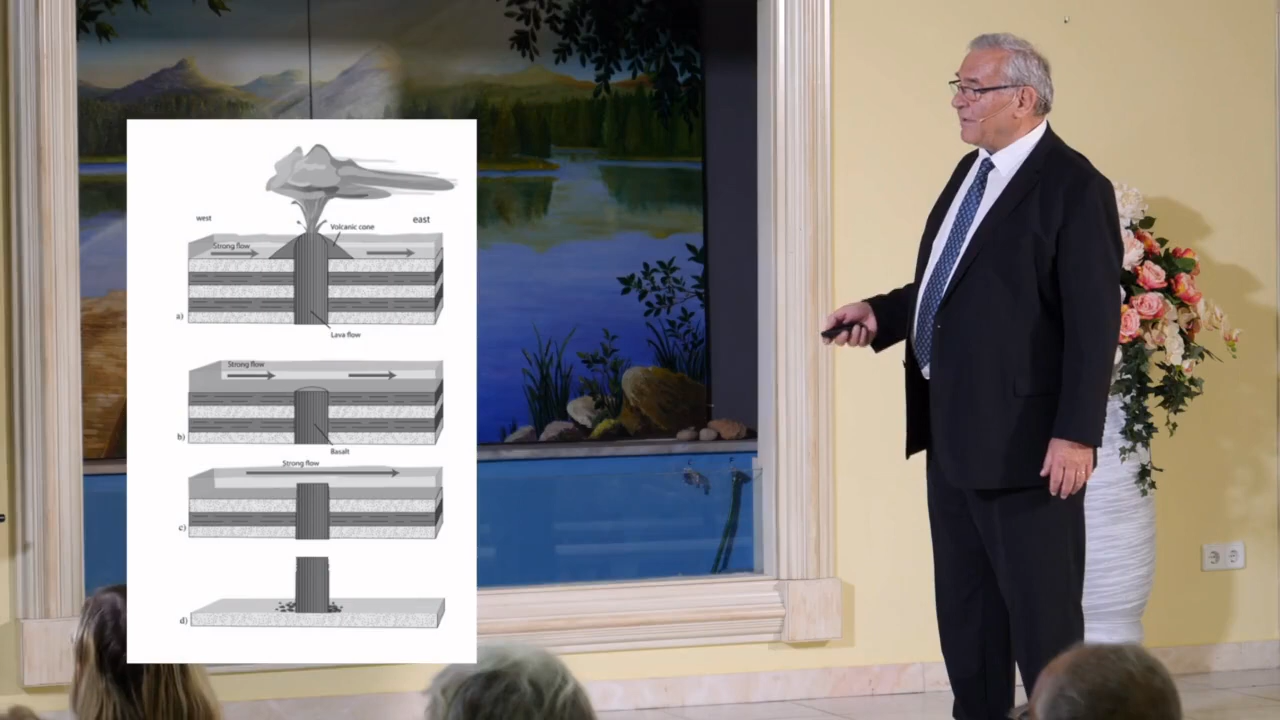 west
east
Volcanic cone
Strong flow
a)
Lava flow
Strong flow
b)
Basalt
Strong flow
c)
d)